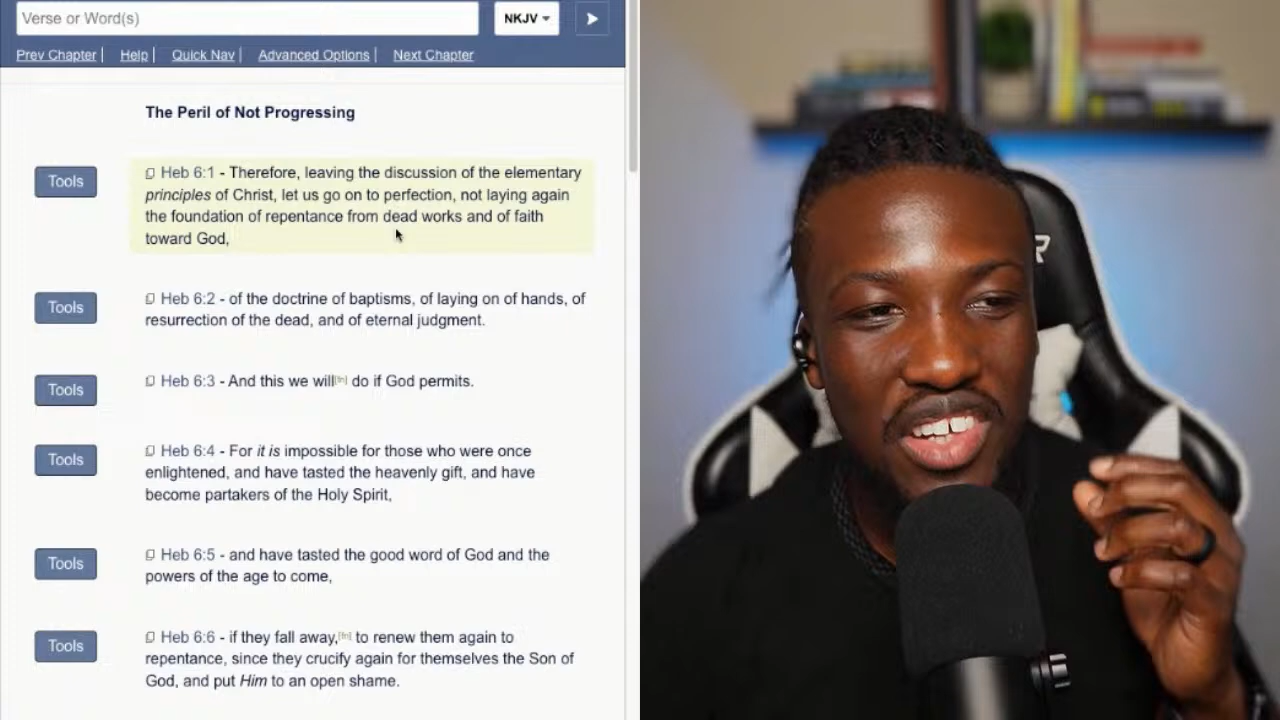 Verse or Word(s)
NKJV
Prev Chapter | Help | Quick Nav | Advanced Options | Next Chapter
The Peril of Not Progressing
Tools
Heb 6:1 - Therefore, leaving the discussion of the elementary
principles of Christ, let us go on to perfection, not laying again
the foundation of repentance from dead works and of faith
toward God,
Tools
Heb 6:2 - of the doctrine of baptisms, of laying on of hands, of
resurrection of the dead, and of eternal judgment.
Tools
Heb 6:3 - And this we will[fn] do if God permits.
Tools
Heb 6:4 - For it is impossible for those who were once
enlightened, and have tasted the heavenly gift, and have
become partakers of the Holy Spirit,
Tools
Heb 6:5 - and have tasted the good word of God and the
powers of the age to come,
Tools
Heb 6:6 - if they fall away,[fn] to renew them again to
repentance, since they crucify again for themselves the Son of
God, and put Him to an open shame.